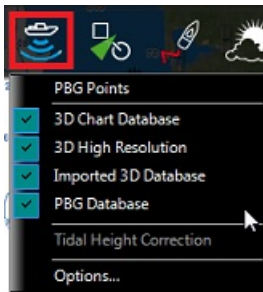 PBG Points
3D Chart Database
3D High Resolution
Imported 3D Database
PBG Database
Tidal Height Correction
Options...